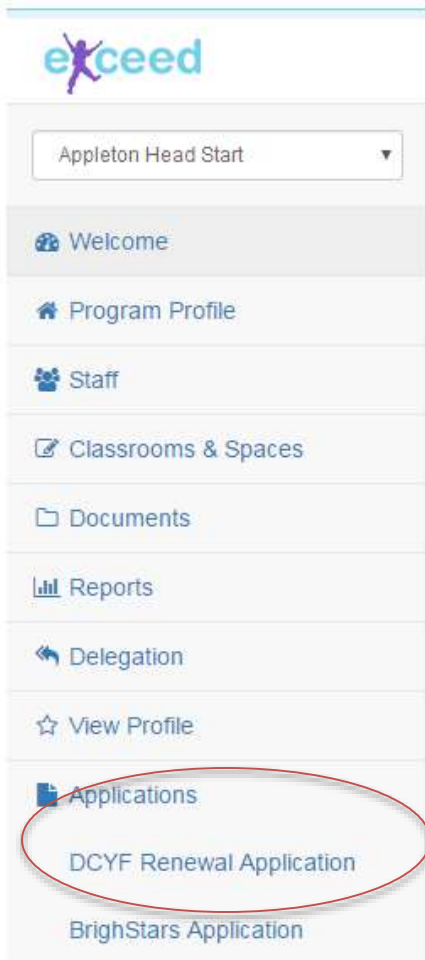 exceed
Appleton Head Start
Welcome
Program Profile
Staff
Classrooms & Spaces
Documents
Reports
Delegation
View Profile
Applications
DCYF Renewal Application
BrighStars Application